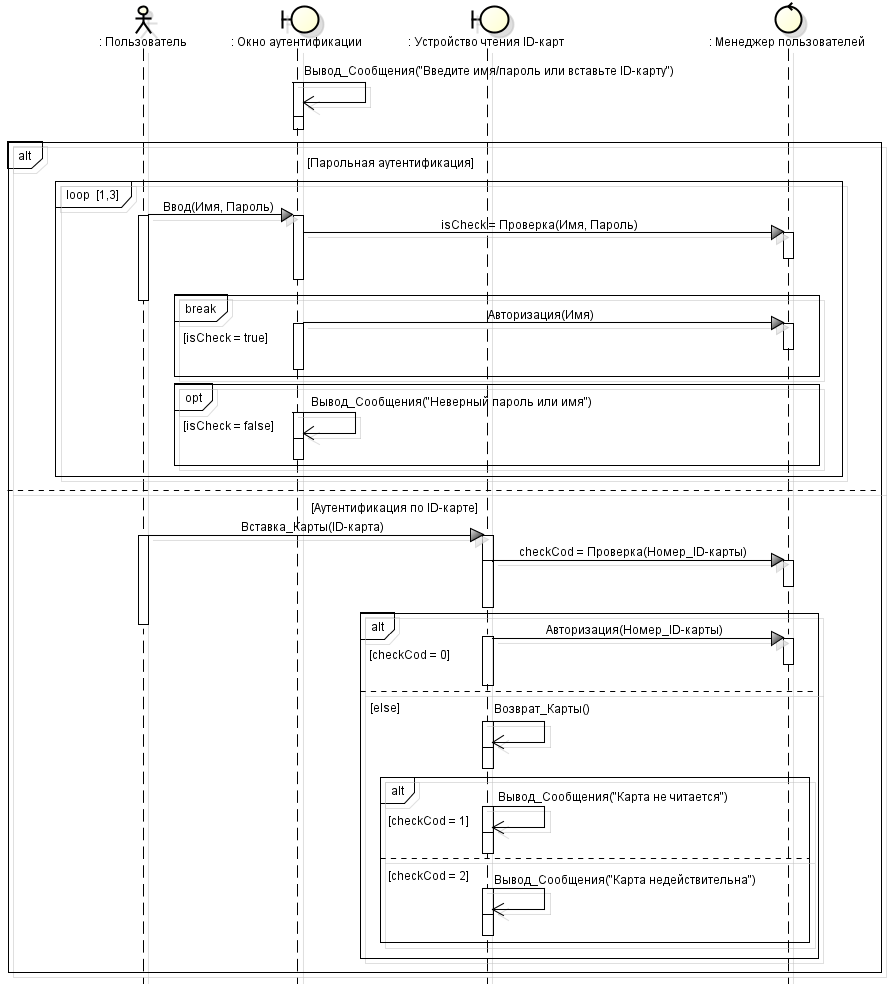 : Пользователь
: Окно аутентификации
: Устройство чтения ID-карт
: Менеджер пользователей
Вывод_Сообщения("Введите имя/пароль или вставьте ID-карту")
alt
[Парольная аутентификация]
loop [1,3]
Ввод(Имя, Пароль)
isCheck = Проверка(Имя, Пароль)
break
Авторизация(Имя)
[isCheck = true]
opt
Вывод_Сообщения("Неверный пароль или имя")
[isCheck = false]
[Аутентификация по ID-карте]
Вставка_Карты(ID-карта)
checkCod = Проверка(Номер_ID-карты)
alt
Авторизация(Номер_ID-карты)
[checkCod = 0]
[else]
Возврат_Карты()
alt
Вывод_Сообщения("Карта не читается")
[checkCod = 1]
[checkCod = 2]
Вывод_Сообщения("Карта недействительна")